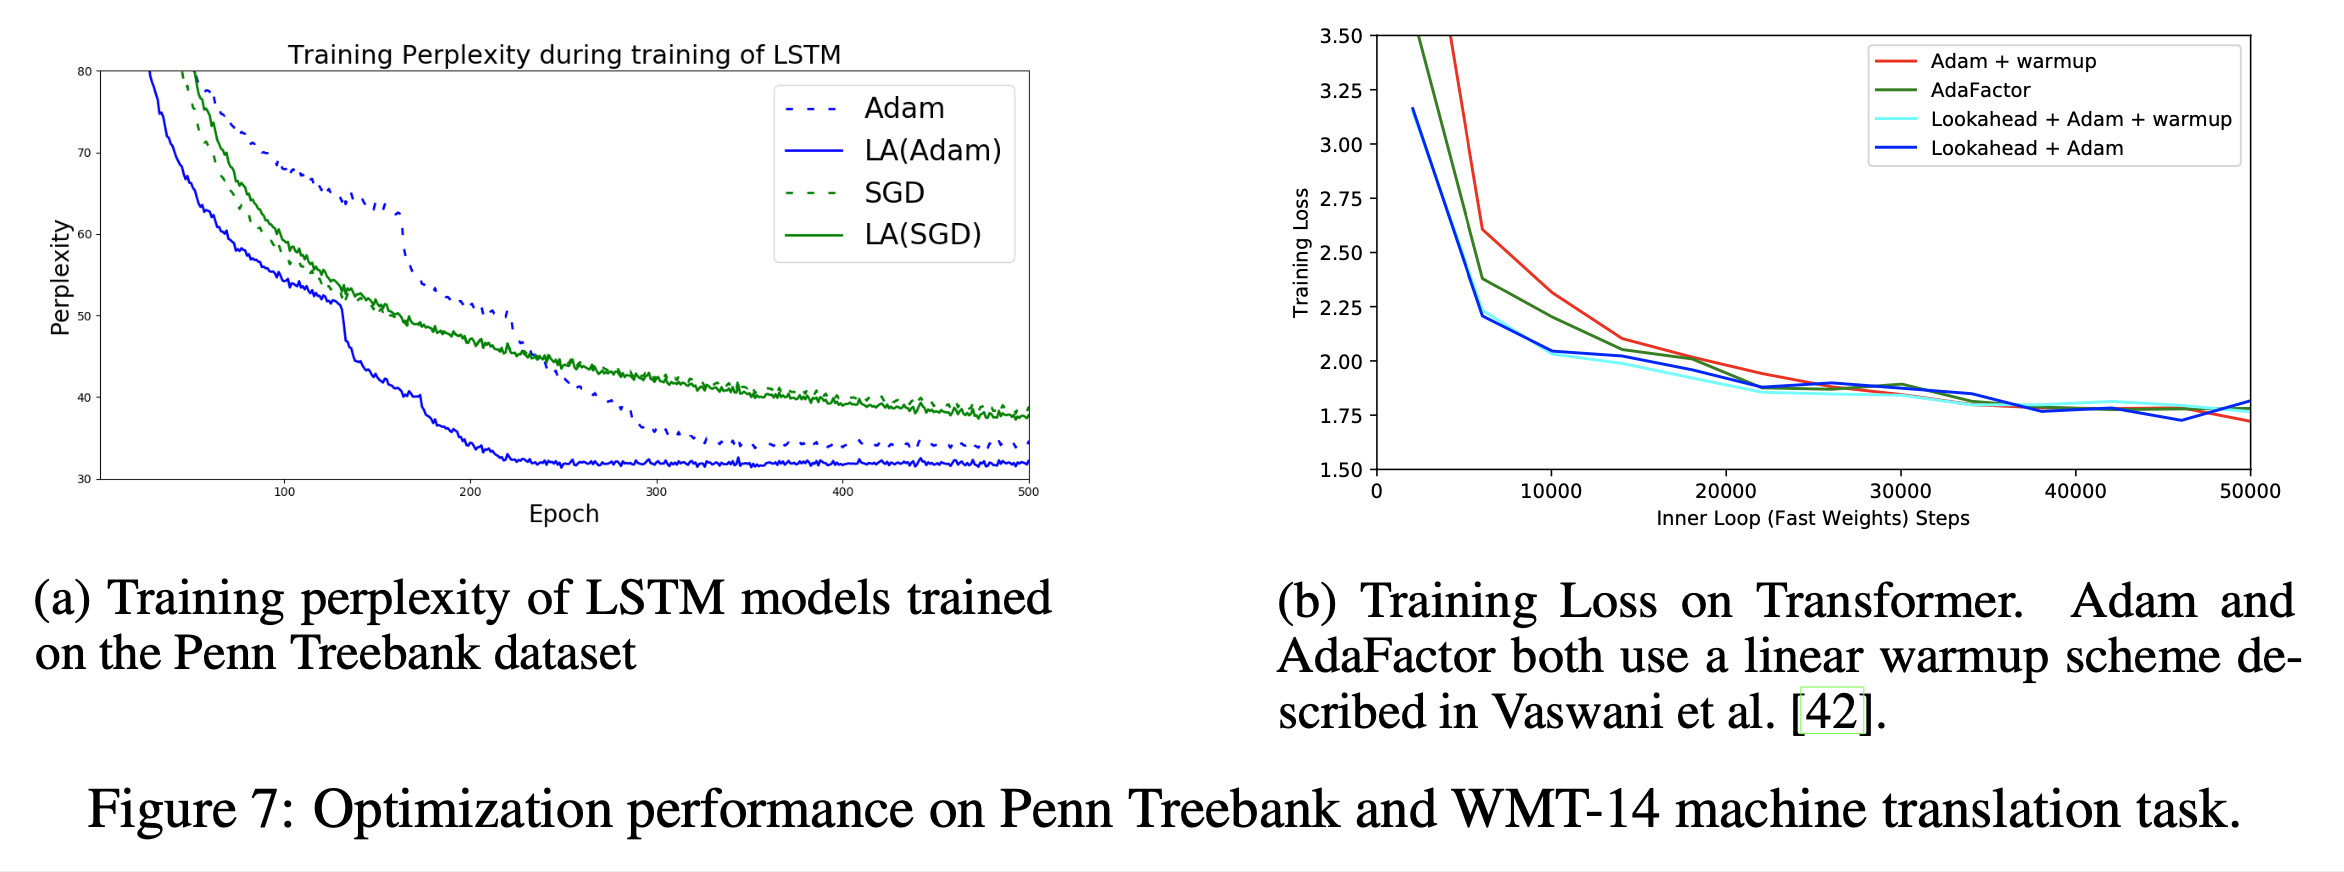 Training Perplexity during training of LSTM
80
70
60
50
40
30
Perplexity
Adam
LA(Adam)
SGD
LA(SGD)
100
200
300
400
500
Epoch
(a) Training perplexity of LSTM models trained
on the Penn Treebank dataset
3.50
3.25
3.00
2.75
2.50
2.25
2.00
1.75
1.50
Training Loss
Adam + warmup
AdaFactor
Lookahead + Adam + warmup
Lookahead + Adam
0
10000
20000
30000
40000
50000
Inner Loop (Fast Weights) Steps
(b) Training Loss on Transformer. Adam and
AdaFactor both use a linear warmup scheme de-
scribed in Vaswani et al. [42].
Figure 7: Optimization performance on Penn Treebank and WMT-14 machine translation task.